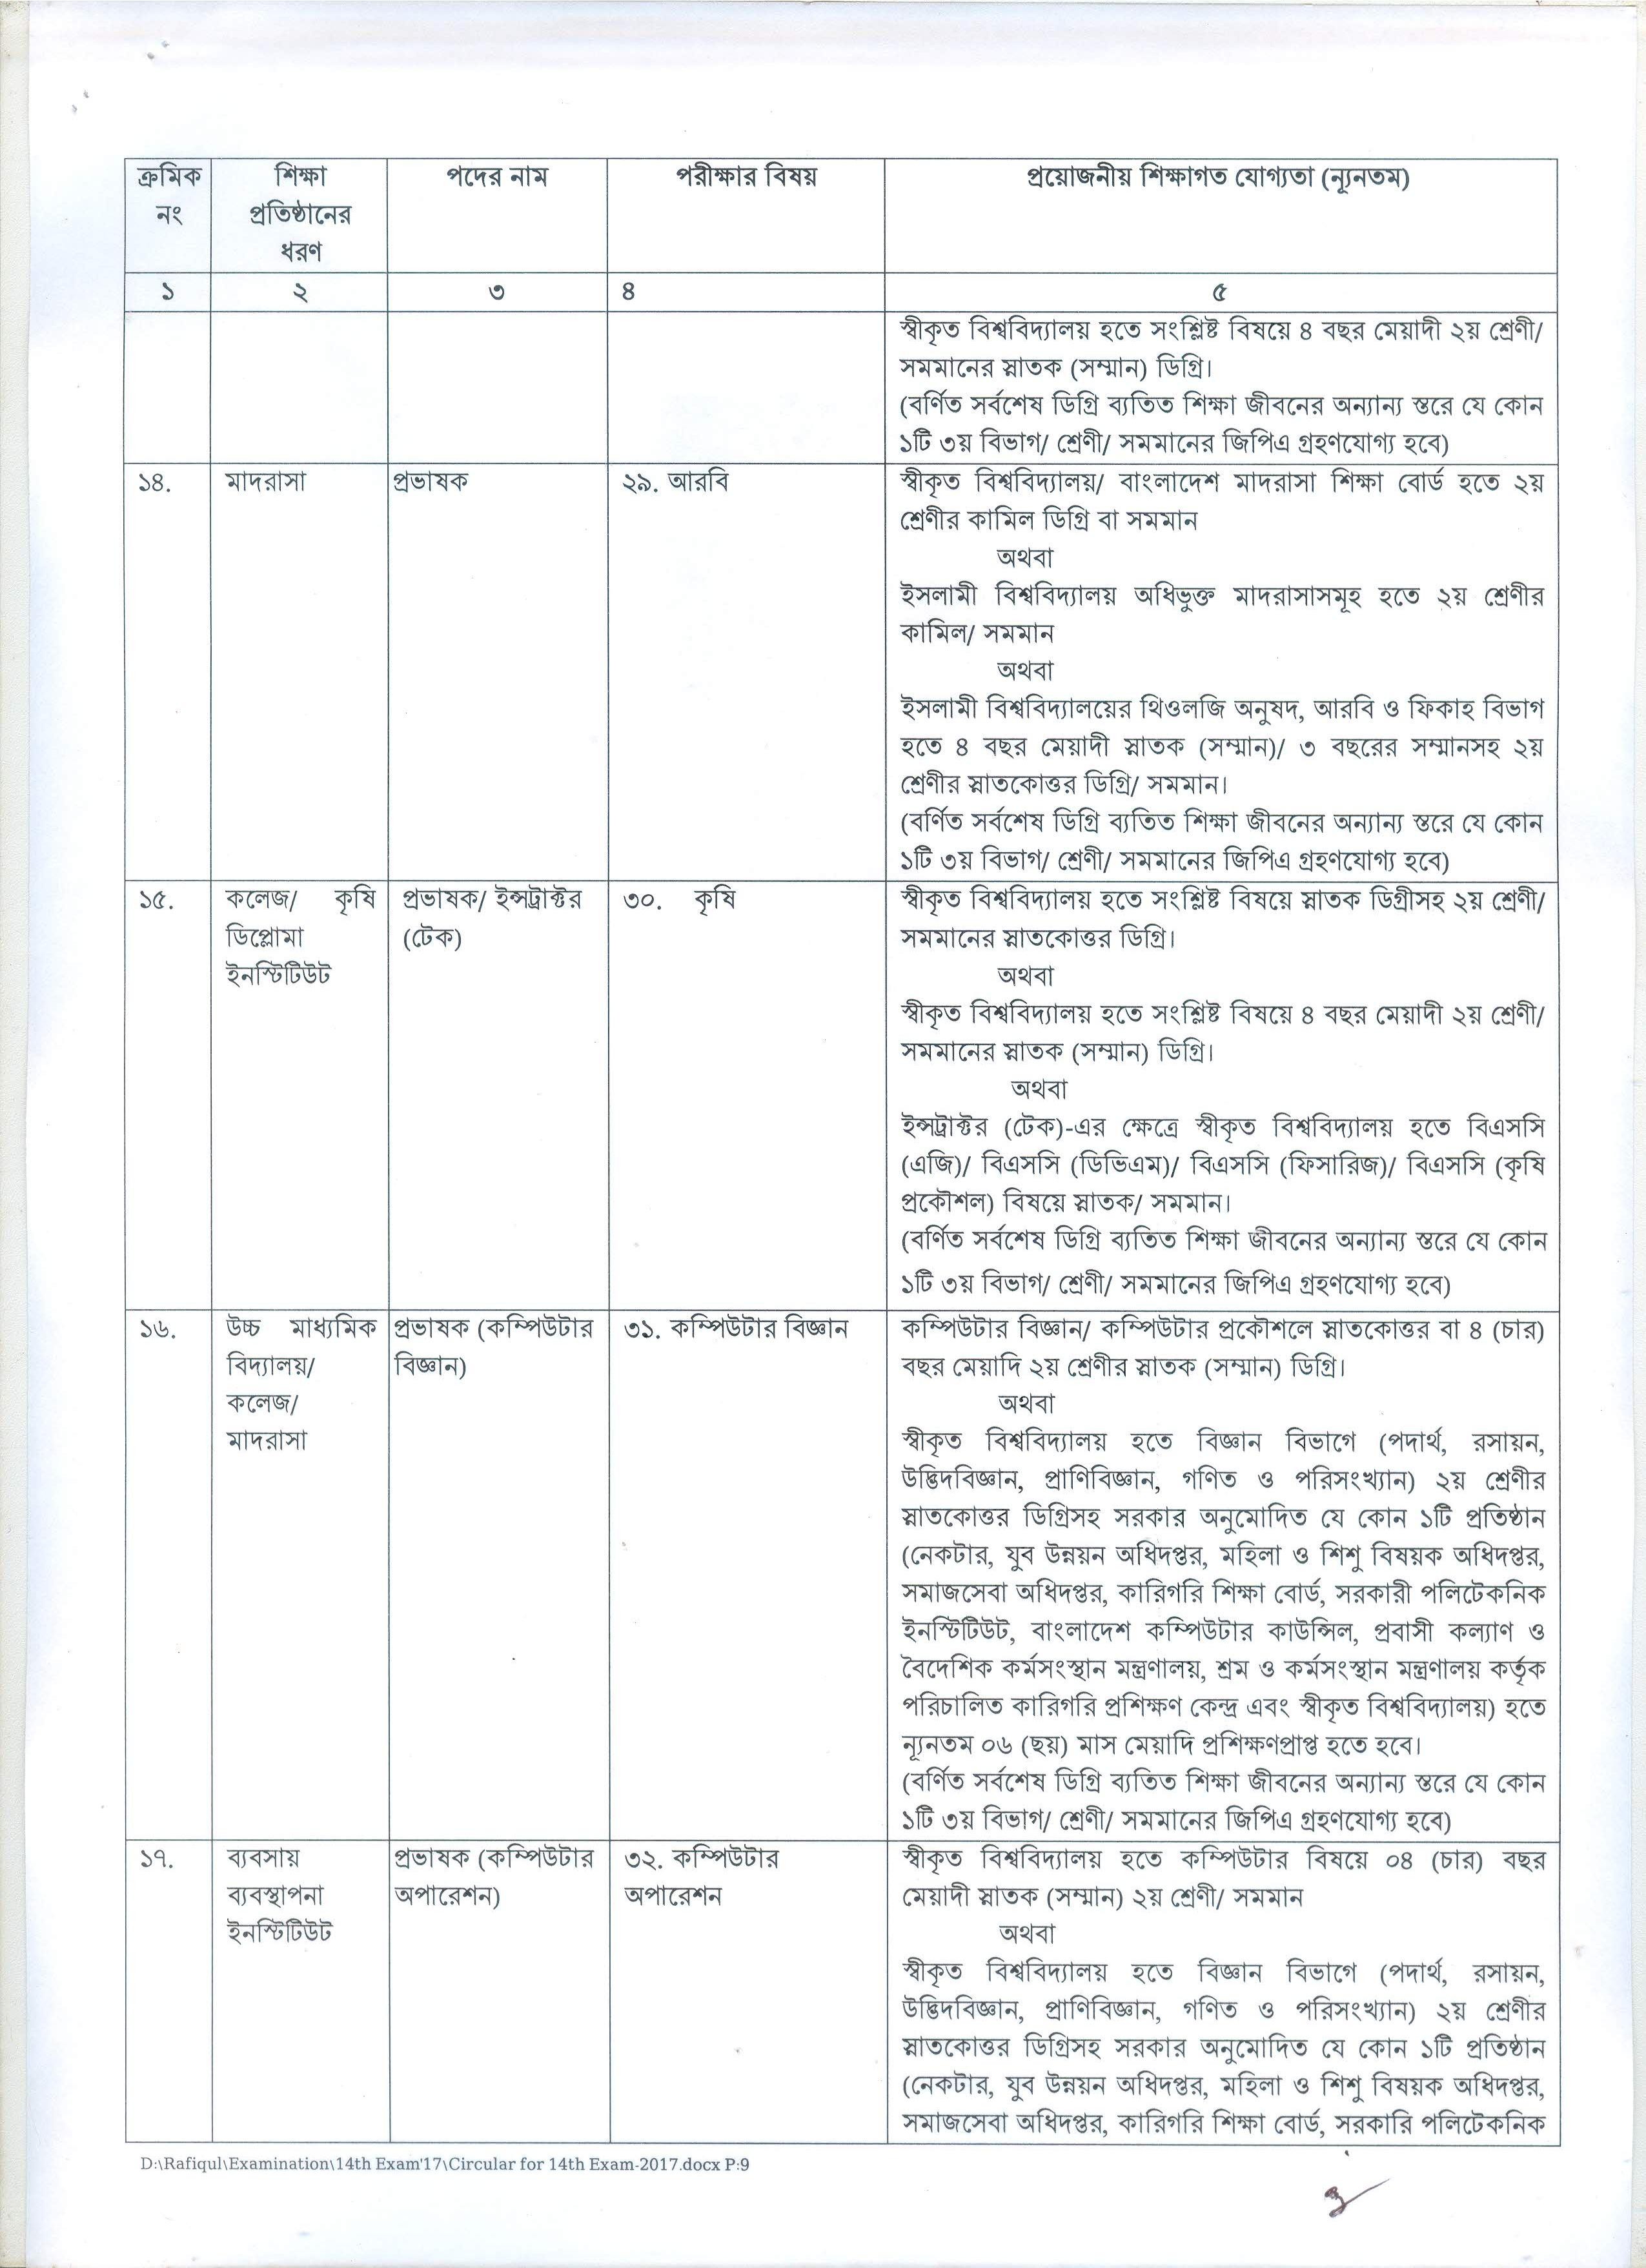 ক্রমিক নং
শিক্ষা প্রতিষ্ঠানের ধরণ
পদের নাম
পরীক্ষার বিষয়
প্রয়োজনীয় শিক্ষাগত যোগ্যতা (ন্যূনতম)
১
২
৩
৪
৫
স্বীকৃত বিশ্ববিদ্যালয় হতে সংশ্লিষ্ট বিষয়ে ৪ বছর মেয়াদী ২য় শ্রেণী/
সমমানের স্নাতক (সম্মান) ডিগ্রি।
(বর্ণিত সর্বশেষ ডিগ্রি ব্যতিত শিক্ষা জীবনের অন্যান্য স্তরে যে কোন
১টি ৩য় বিভাগ/ শ্রেণী/ সমমানের জিপিএ গ্রহণযোগ্য হবে)
১৪.
মাদরাসা
প্রভাষক
২৯. আরবি
স্বীকৃত বিশ্ববিদ্যালয়/ বাংলাদেশ মাদরাসা শিক্ষা বোর্ড হতে ২য়
শ্রেণীর কামিল ডিগ্রি বা সমমান
অথবা
ইসলামী বিশ্ববিদ্যালয় অধিভুক্ত মাদরাসাসমূহ হতে ২য় শ্রেণীর
কামিল/ সমমান
অথবা
ইসলামী বিশ্ববিদ্যালয়ের থিওলজি অনুষদ, আরবি ও ফিকাহ বিভাগ
হতে ৪ বছর মেয়াদী স্নাতক (সম্মান)/ ৩ বছরের সম্মানসহ ২য়
শ্রেণীর স্নাতকোত্তর ডিগ্রি/ সমমান।
(বর্ণিত সর্বশেষ ডিগ্রি ব্যতিত শিক্ষা জীবনের অন্যান্য স্তরে যে কোন
১টি ৩য় বিভাগ/ শ্রেণী/ সমমানের জিপিএ গ্রহণযোগ্য হবে)
১৫.
কলেজ/ কৃষি
ডিপ্লোমা
ইনস্টিটিউট
প্রভাষক/ ইন্সট্রাক্টর
(টেক)
৩০. কৃষি
স্বীকৃত বিশ্ববিদ্যালয় হতে সংশ্লিষ্ট বিষয়ে স্নাতক ডিগ্রীসহ ২য় শ্রেণী/
সমমানের স্নাতকোত্তর ডিগ্রি।
অথবা
স্বীকৃত বিশ্ববিদ্যালয় হতে সংশ্লিষ্ট বিষয়ে ৪ বছর মেয়াদী ২য় শ্রেণী/
সমমানের স্নাতক (সম্মান) ডিগ্রি।
অথবা
ইন্সট্রাক্টর (টেক)-এর ক্ষেত্রে স্বীকৃত বিশ্ববিদ্যালয় হতে বিএসসি
(এজি)/ বিএসসি (ডিভিএম)/ বিএসসি (ফিসারিজ)/ বিএসসি (কৃষি
প্রকৌশল) বিষয়ে স্নাতক/ সমমান।
(বর্ণিত সর্বশেষ ডিগ্রি ব্যতিত শিক্ষা জীবনের অন্যান্য স্তরে যে কোন
১টি ৩য় বিভাগ/ শ্রেণী/ সমমানের জিপিএ গ্রহণযোগ্য হবে)
১৬.
উচ্চ মাধ্যমিক
বিদ্যালয়/
কলেজ/
মাদরাসা
প্রভাষক (কম্পিউটার
বিজ্ঞান)
৩১. কম্পিউটার বিজ্ঞান
কম্পিউটার বিজ্ঞান/ কম্পিউটার প্রকৌশলে স্নাতকোত্তর বা ৪ (চার)
বছর মেয়াদি ২য় শ্রেণীর স্নাতক (সম্মান) ডিগ্রি।
অথবা
স্বীকৃত বিশ্ববিদ্যালয় হতে বিজ্ঞান বিভাগে (পদার্থ, রসায়ন,
উদ্ভিদবিজ্ঞান, প্রাণিবিজ্ঞান, গণিত ও পরিসংখ্যান) ২য় শ্রেণীর
স্নাতকোত্তর ডিগ্রিসহ সরকার অনুমোদিত যে কোন ১টি প্রতিষ্ঠান
(নেকটার, যুব উন্নয়ন অধিদপ্তর, মহিলা ও শিশু বিষয়ক অধিদপ্তর,
সমাজসেবা অধিদপ্তর, কারিগরি শিক্ষা বোর্ড, সরকারী পলিটেকনিক
ইনস্টিটিউট, বাংলাদেশ কম্পিউটার কাউন্সিল, প্রবাসী কল্যাণ ও
বৈদেশিক কর্মসংস্থান মন্ত্রণালয়, শ্রম ও কর্মসংস্থান মন্ত্রণালয় কর্তৃক
পরিচালিত কারিগরি প্রশিক্ষণ কেন্দ্র এবং স্বীকৃত বিশ্ববিদ্যালয়) হতে
ন্যূনতম ০৬ (ছয়) মাস মেয়াদি প্রশিক্ষণপ্রাপ্ত হতে হবে।
(বর্ণিত সর্বশেষ ডিগ্রি ব্যতিত শিক্ষা জীবনের অন্যান্য স্তরে যে কোন
১টি ৩য় বিভাগ/ শ্রেণী/ সমমানের জিপিএ গ্রহণযোগ্য হবে)
১৭.
ব্যবসায়
ব্যবস্থাপনা
ইনস্টিটিউট
প্রভাষক (কম্পিউটার
অপারেশন)
৩২. কম্পিউটার
অপারেশন
স্বীকৃত বিশ্ববিদ্যালয় হতে কম্পিউটার বিষয়ে ০৪ (চার) বছর
মেয়াদী স্নাতক (সম্মান) ২য় শ্রেণী/ সমমান
অথবা
স্বীকৃত বিশ্ববিদ্যালয় হতে বিজ্ঞান বিভাগে (পদার্থ, রসায়ন,
উদ্ভিদবিজ্ঞান, প্রাণিবিজ্ঞান, গণিত ও পরিসংখ্যান) ২য় শ্রেণীর
স্নাতকোত্তর ডিগ্রিসহ সরকার অনুমোদিত যে কোন ১টি প্রতিষ্ঠান
(নেকটার, যুব উন্নয়ন অধিদপ্তর, মহিলা ও শিশু বিষয়ক অধিদপ্তর,
সমাজসেবা অধিদপ্তর, কারিগরি শিক্ষা বোর্ড, সরকারি পলিটেকনিক
D:\Rafiqul\Examination\14th Exam'17\Circular for 14th Exam-2017.docx P:9